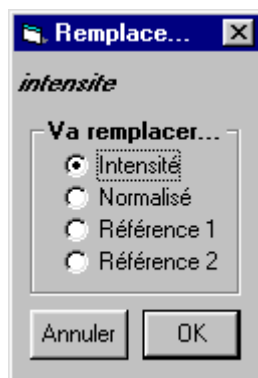 Remplace...
intensite
Va remplacer...
Intensité
Normalisé
Référence 1
Référence 2
Annuler OK